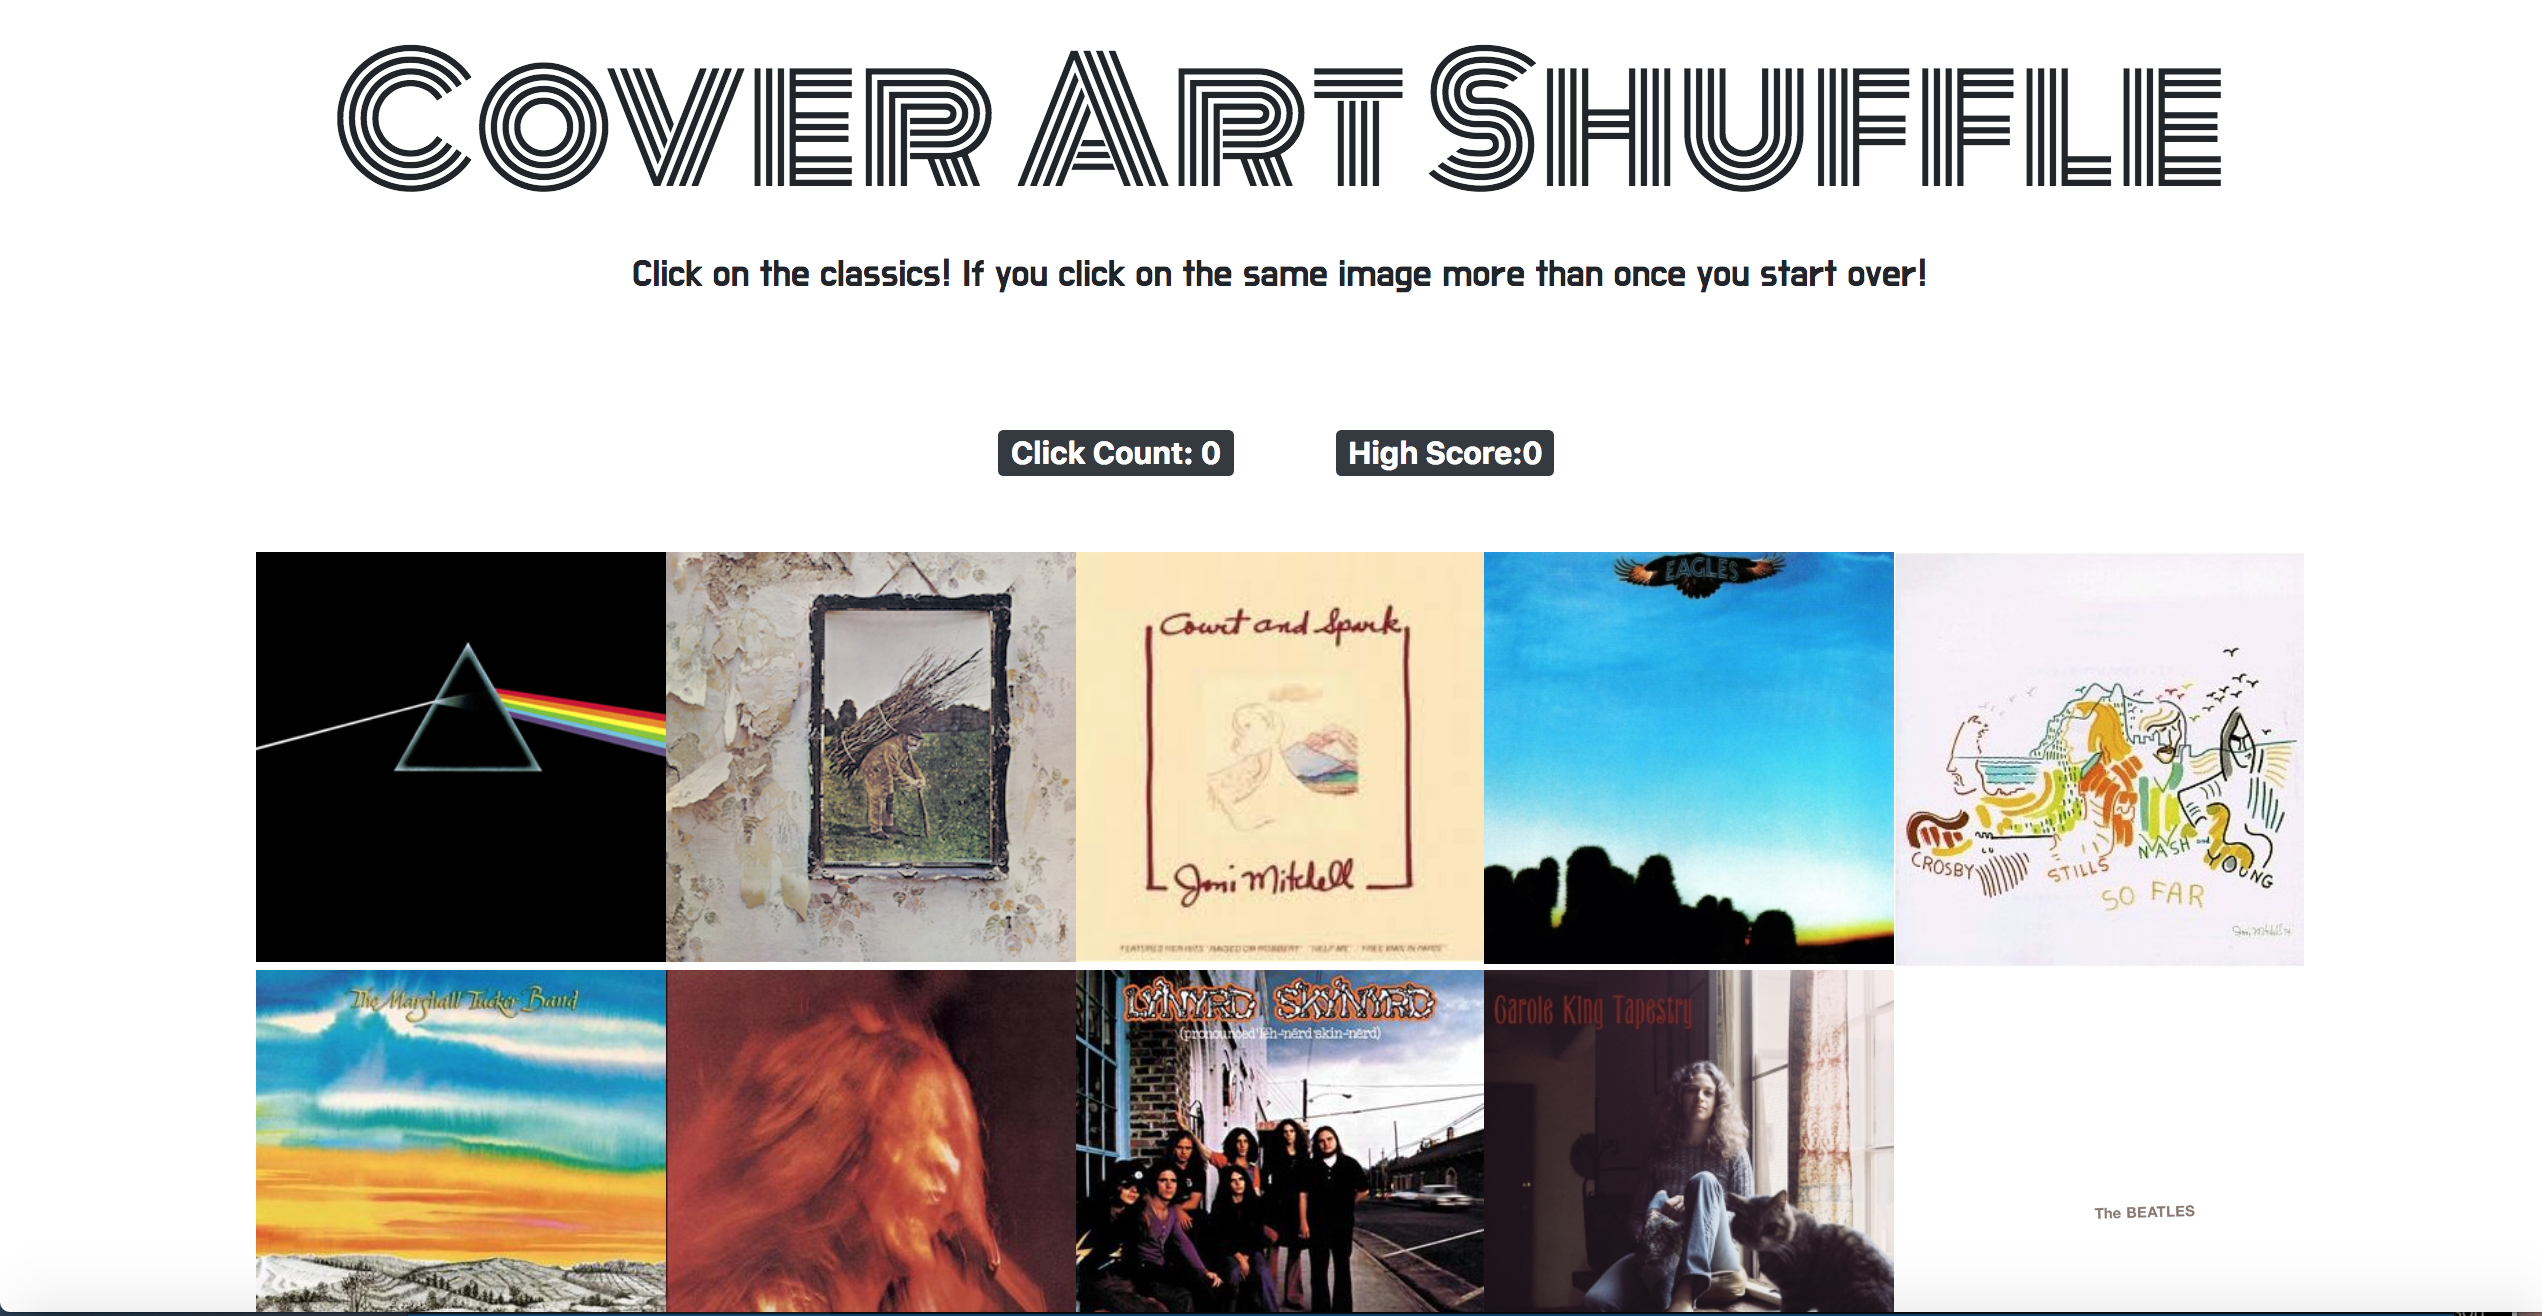 Cover Art Shuffle
Click on the classics! If you click on the same image more than once you start over!
Click Count: 0
High Score:0
Court and Spark
Joni Mitchell
EAGLES
CROSBY
STILLS
NASH and
YOUNG
SO FAR
Joni Mitchell
The Marshall Tucker Band
LYNYRD SKYNYRD
(pronounced 'lĕh-'nérd 'skin-'nérd)
Carole King Tapestry
The BEATLES